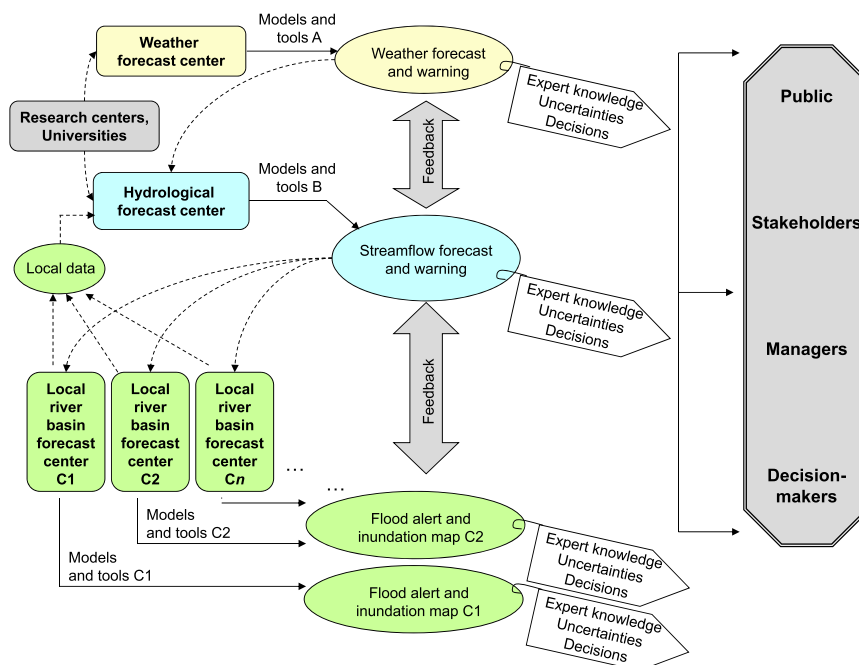 Weather
forecast center
Models and
tools A
Weather forecast
and warning
Expert knowledge
Uncertainties
Decisions
Public
Research centers,
Universities
Feedback
Hydrological
forecast center
Models and
tools B
Stakeholders
Streamflow forecast
and warning
Local data
Expert knowledge
Uncertainties
Decisions
Managers
Local
river
basin
forecast
center
C1
Local
river
basin
forecast
center
C2
Local
river
basin
forecast
center
Cn
...
...
Feedback
Decision-
makers
Models
and tools C2
Flood alert and
inundation map C2
Expert knowledge
Uncertainties
Decisions
Models
and tools C1
Flood alert and
inundation map C1
Expert knowledge
Uncertainties
Decisions